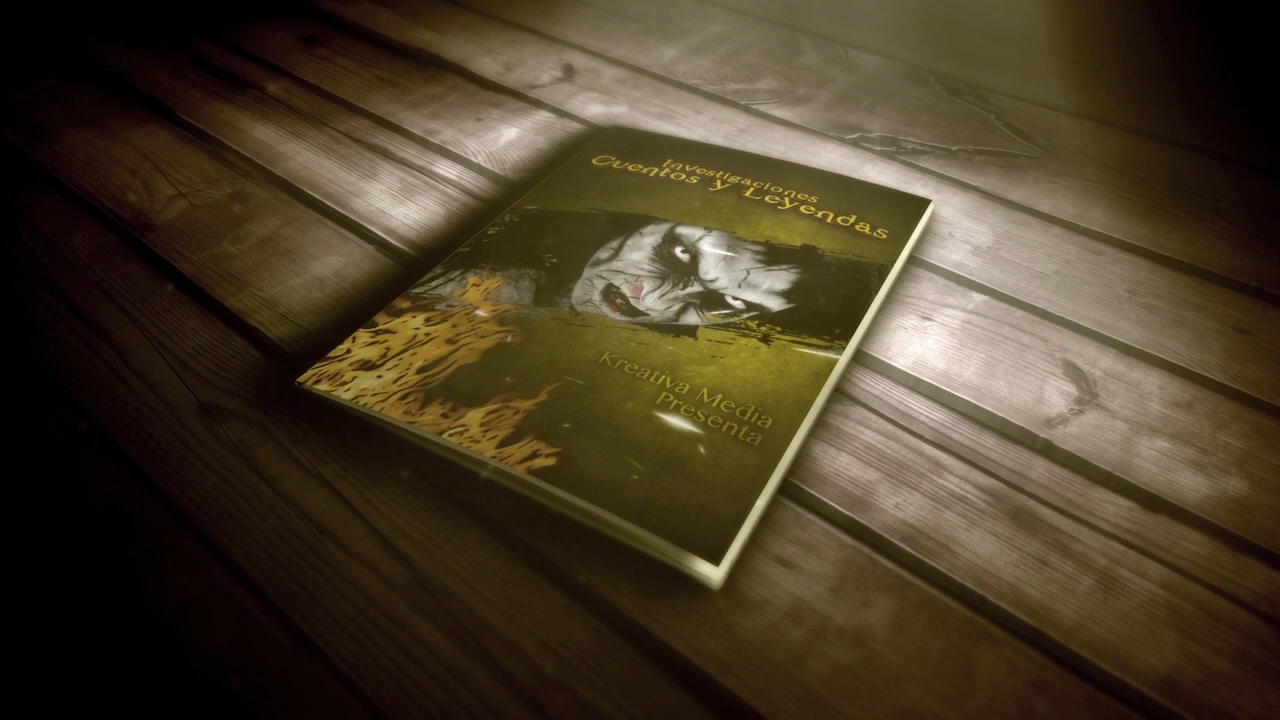 Investigaciones
Cuentos y Leyendas
Kreativa Media
Presenta